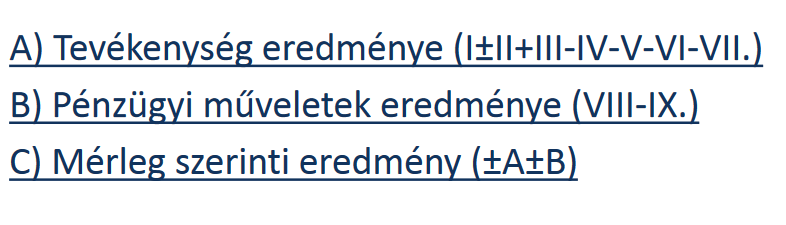 A) Tevékenység eredménye (I±II+III-IV-V-VI-VII.)
B) Pénzügyi műveletek eredménye (VIII-IX.)
C) Mérleg szerinti eredmény (±A±B)